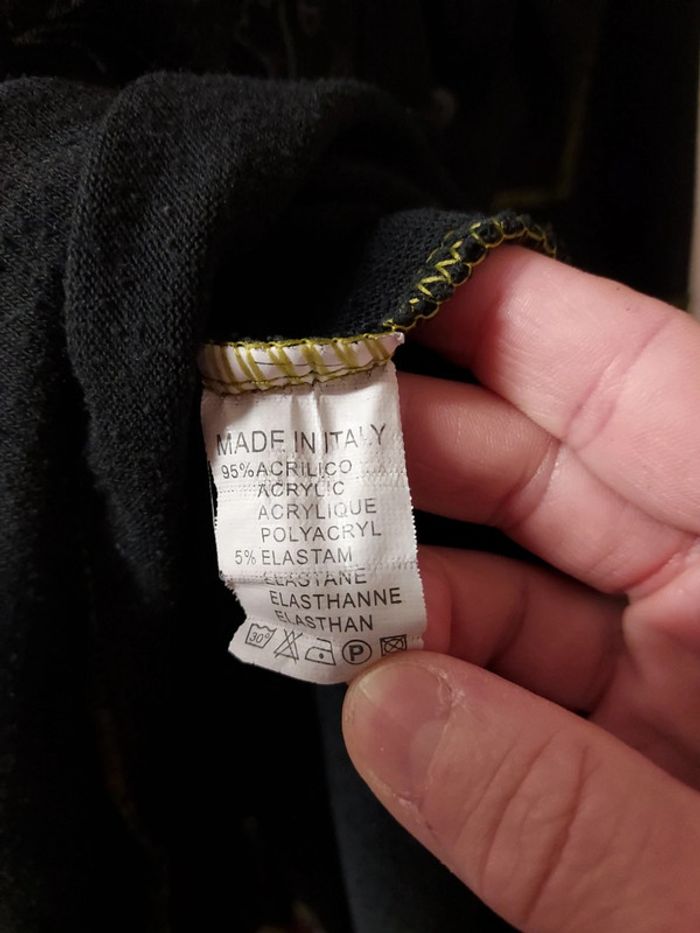 MADE IN ITALY
95% ACRILICO
ACRYLIC
ACRYLIQUE
POLYACRYL
5% ELASTAM
ELASTANE
ELASTHANNE
ELASTHAN
30° P